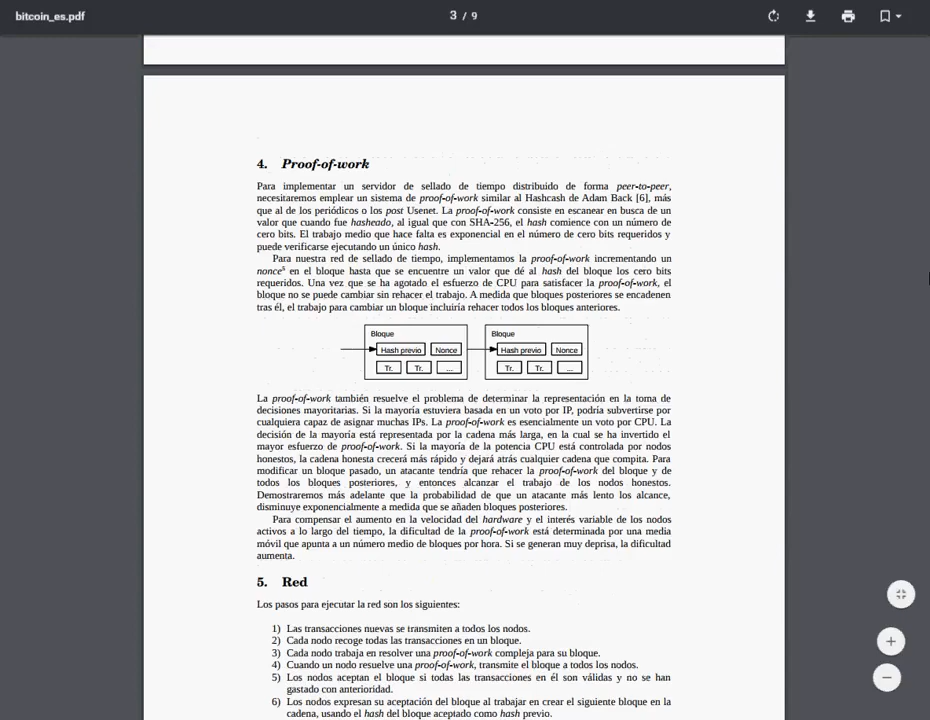 bitcoin_es.pdf
3 / 9
4. Proof-of-work
Para implementar un servidor de sellado de tiempo distribuido de forma peer-to-peer,
necesitaremos emplear un sistema de proof-of-work similar al Hashcash de Adam Back [6], más
que al de los periódicos o los post Usenet. La proof-of-work consiste en escanear en busca de un
valor que cuando fue hasheado, al igual que con SHA-256, el hash comience con un número de
cero bits. El trabajo medio que hace falta es exponencial en el número de cero bits requeridos y
puede verificarse ejecutando un único hash.
Para nuestra red de sellado de tiempo, implementamos la proof-of-work incrementando un
nonce⁵ en el bloque hasta que se encuentre un valor que dé al hash del bloque los cero bits
requeridos. Una vez que se ha agotado el esfuerzo de CPU para satisfacer la proof-of-work, el
bloque no se puede cambiar sin rehacer el trabajo. A medida que bloques posteriores se encadenen
tras él, el trabajo para cambiar un bloque incluiría rehacer todos los bloques anteriores.
Bloque Bloque
Hash previo Nonce Hash previo Nonce
Tr. Tr. ... Tr. Tr. ...
La proof-of-work también resuelve el problema de determinar la representación en la toma de
decisiones mayoritarias. Si la mayoría estuviera basada en un voto por IP, podría subvertirse por
cualquiera capaz de asignar muchas IPs. La proof-of-work es esencialmente un voto por CPU. La
decisión de la mayoría está representada por la cadena más larga, en la cual se ha invertido el
mayor esfuerzo de proof-of-work. Si la mayoría de la potencia CPU está controlada por nodos
honestos, la cadena honesta crecerá más rápido y dejará atrás cualquier cadena que compita. Para
modificar un bloque pasado, un atacante tendría que rehacer la proof-of-work del bloque y de
todos los bloques posteriores, y entonces alcanzar el trabajo de los nodos honestos.
Demostraremos más adelante que la probabilidad de que un atacante más lento los alcance,
disminuye exponencialmente a medida que se añaden bloques posteriores.
Para compensar el aumento en la velocidad del hardware y el interés variable de los nodos
activos a lo largo del tiempo, la dificultad de la proof-of-work está determinada por una media
móvil que apunta a un número medio de bloques por hora. Si se generan muy deprisa, la dificultad
aumenta.
5. Red
Los pasos para ejecutar la red son los siguientes:
1) Las transacciones nuevas se transmiten a todos los nodos.
2) Cada nodo recoge todas las transacciones en un bloque.
3) Cada nodo trabaja en resolver una proof-of-work compleja para su bloque.
4) Cuando un nodo resuelve una proof-of-work, transmite el bloque a todos los nodos.
5) Los nodos aceptan el bloque si todas las transacciones en él son válidas y no se han
gastado con anterioridad.
6) Los nodos expresan su aceptación del bloque al trabajar en crear el siguiente bloque en la
cadena, usando el hash del bloque aceptado como hash previo.